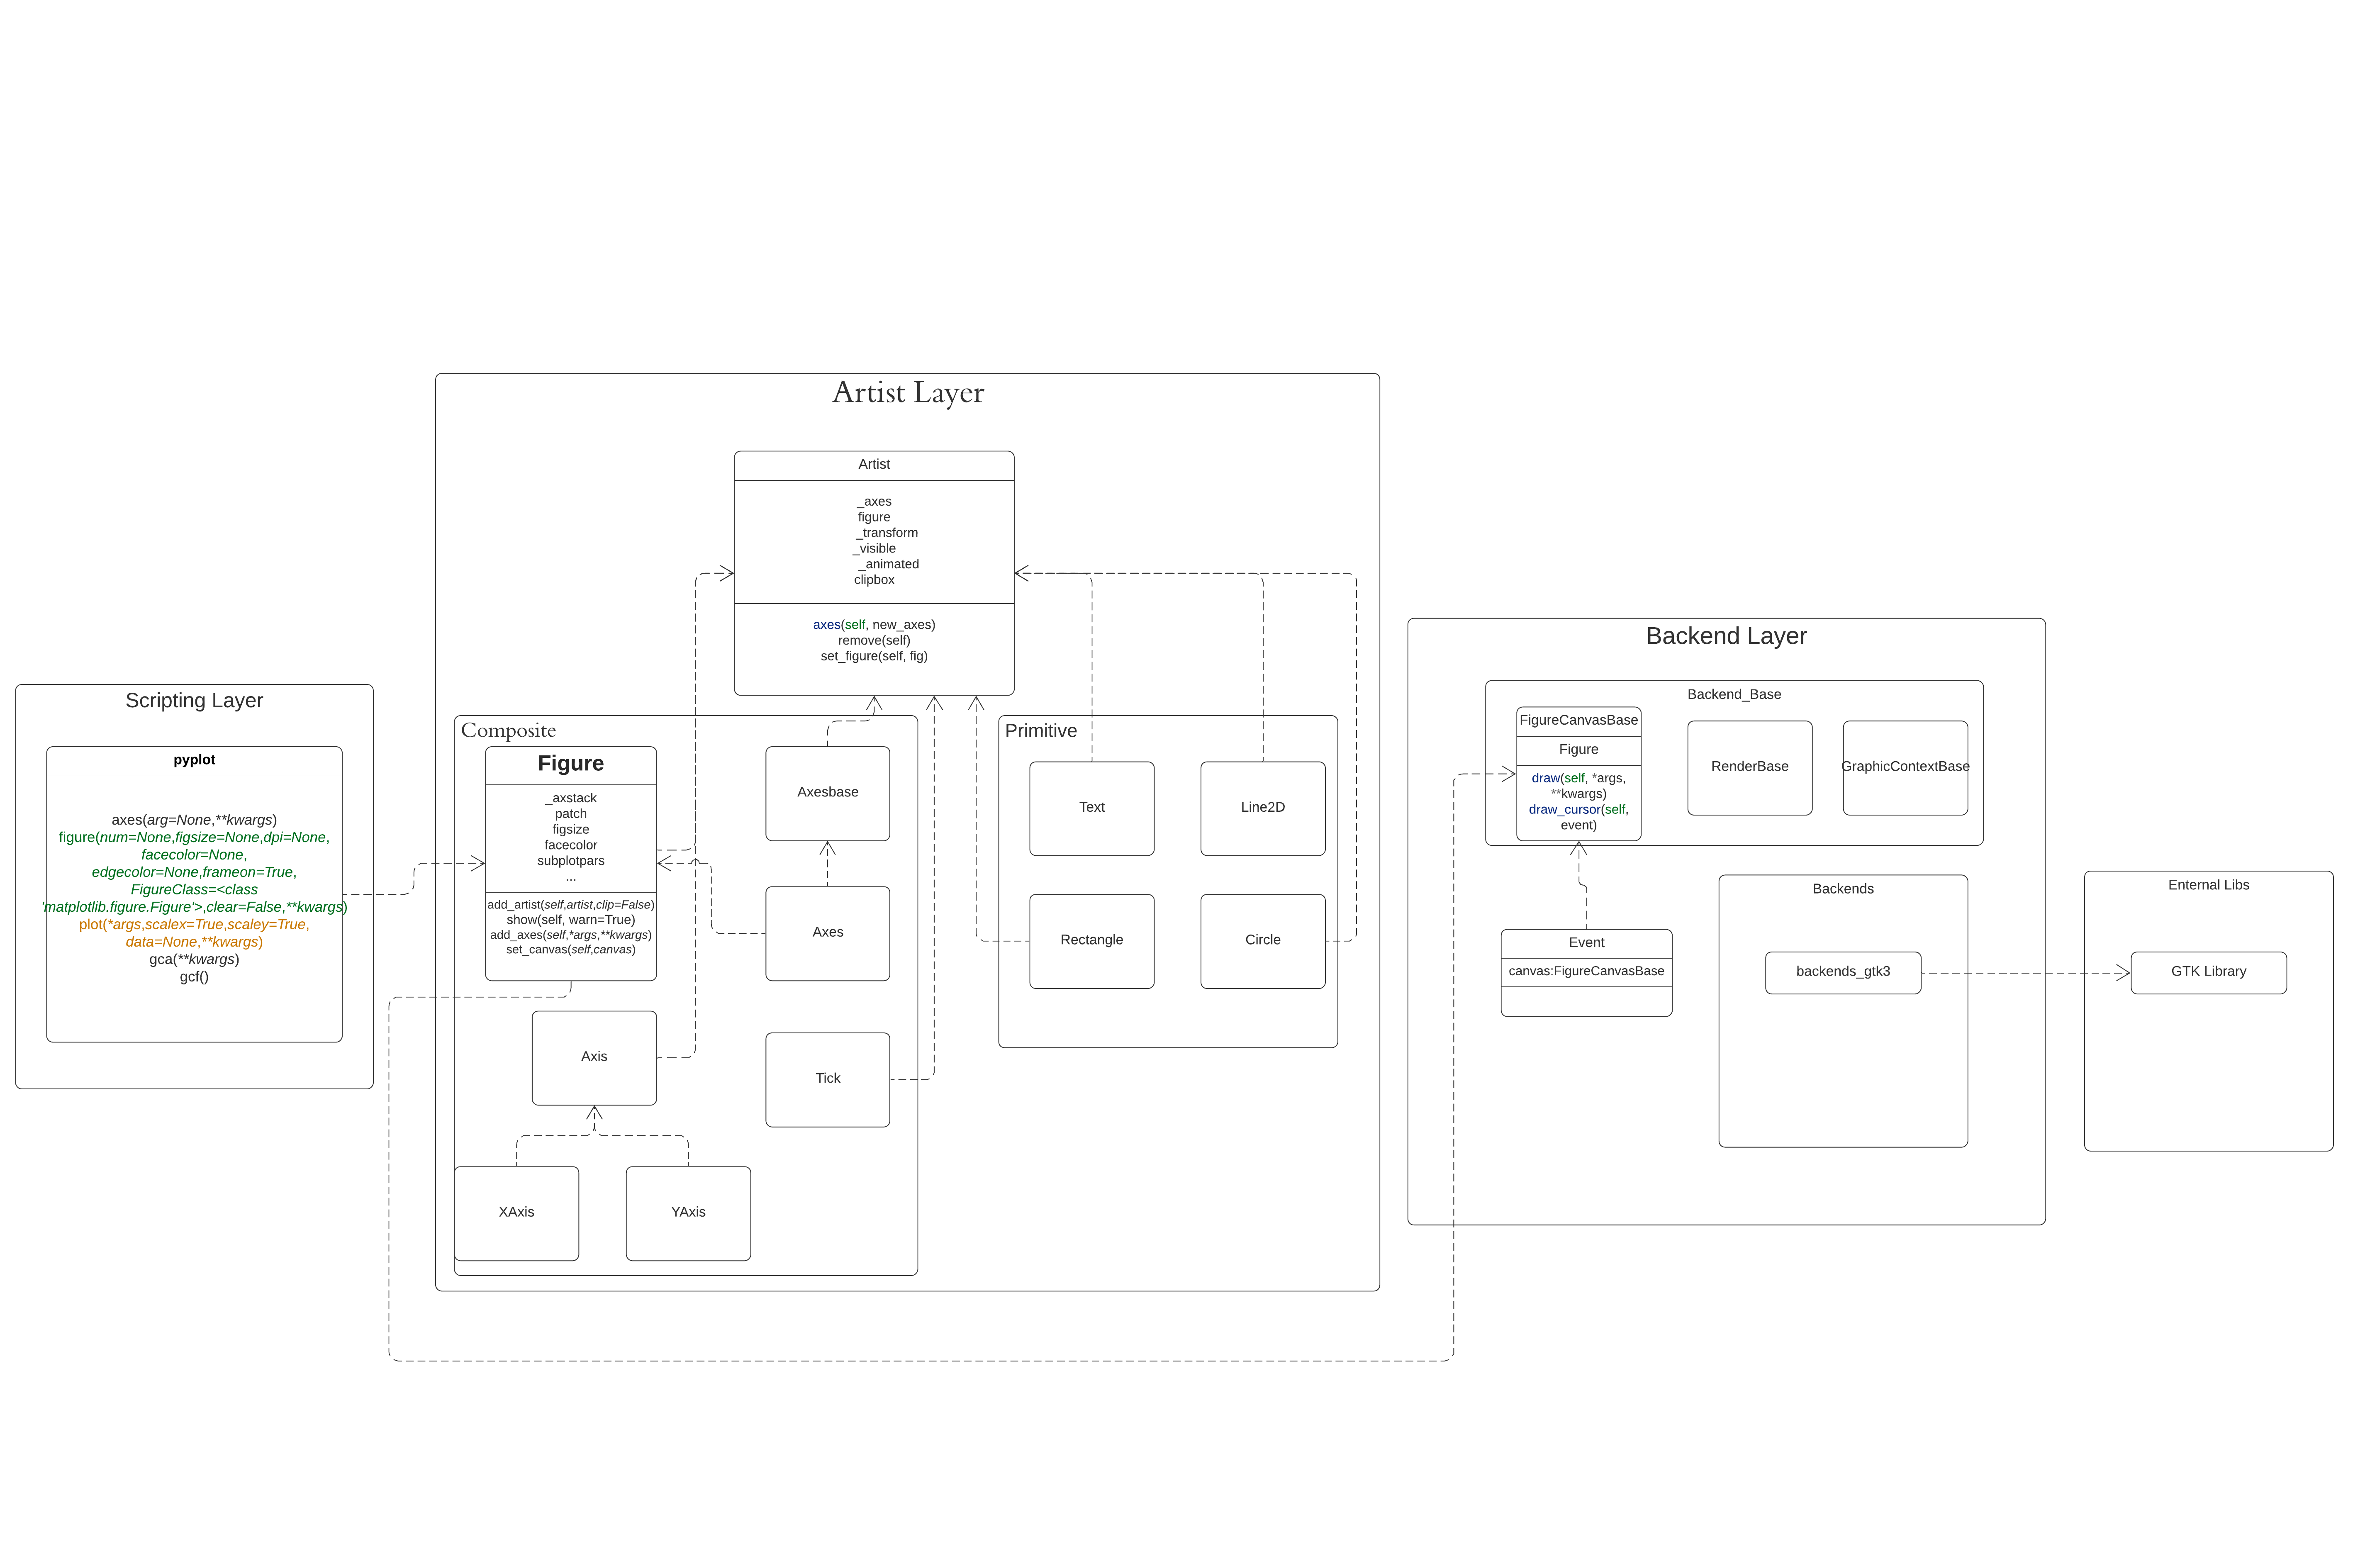 Artist Layer
Artist
_axes
figure
_transform
_visible
_animated
clipbox
axes(self, new_axes)
remove(self)
set_figure(self, fig)
Scripting Layer
pyplot
axes(arg=None,**kwargs)
figure(num=None,figsize=None,dpi=None,
facecolor=None,
edgecolor=None,frameon=True,
FigureClass=<class
'matplotlib.figure.Figure'>,clear=False,**kwargs)
plot(*args,scalex=True,scaley=True,
data=None,**kwargs)
gca(**kwargs)
gcf()
Composite
Figure
_axstack
patch
figsize
facecolor
subplotpars
...
add_artist(self,artist,clip=False)
show(self, warn=True)
add_axes(self,*args,**kwargs)
set_canvas(self,canvas)
Axesbase
Axes
Axis
Tick
XAxis
YAxis
Primitive
Text
Line2D
Rectangle
Circle
Backend Layer
Backend_Base
FigureCanvasBase
Figure
draw(self, *args,
**kwargs)
draw_cursor(self,
event)
RenderBase
GraphicContextBase
Event
canvas:FigureCanvasBase
Backends
backends_gtk3
Enternal Libs
GTK Library